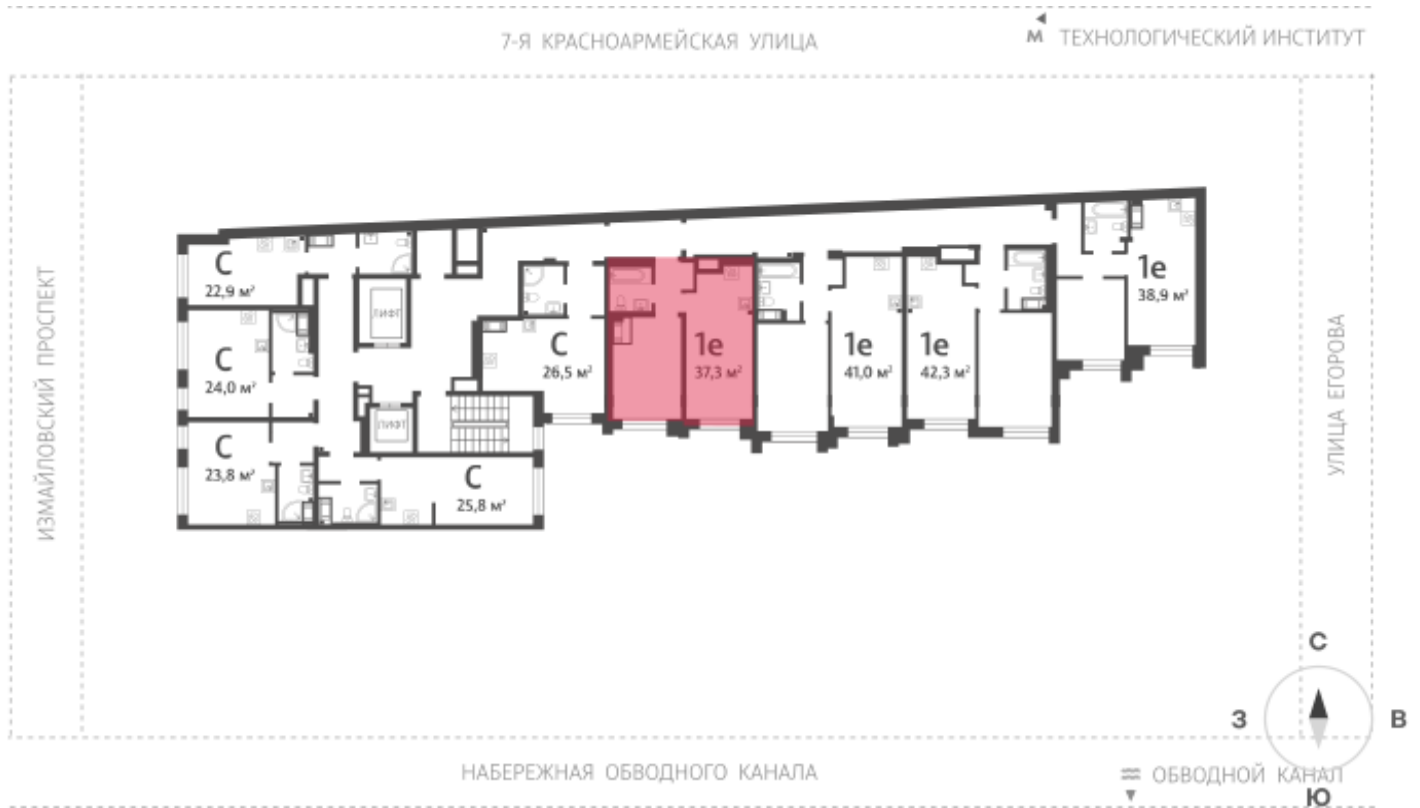 7-Я КРАСНОАРМЕЙСКАЯ УЛИЦА
М ТЕХНОЛОГИЧЕСКИЙ ИНСТИТУТ
ИЗМАЙЛОВСКИЙ ПРОСПЕКТ
УЛИЦА ЕГОРОВА
С
22,9 м²
ЛИФТ
С
24,0 м²
С
26,5 м²
1е
37,3 м²
1е
41,0 м²
1е
42,3 м²
1е
38,9 м²
ЛИФТ
С
23,8 м²
С
25,8 м²
С
З
В
Ю
НАБЕРЕЖНАЯ ОБВОДНОГО КАНАЛА
ОБВОДНОЙ КАНАЛ